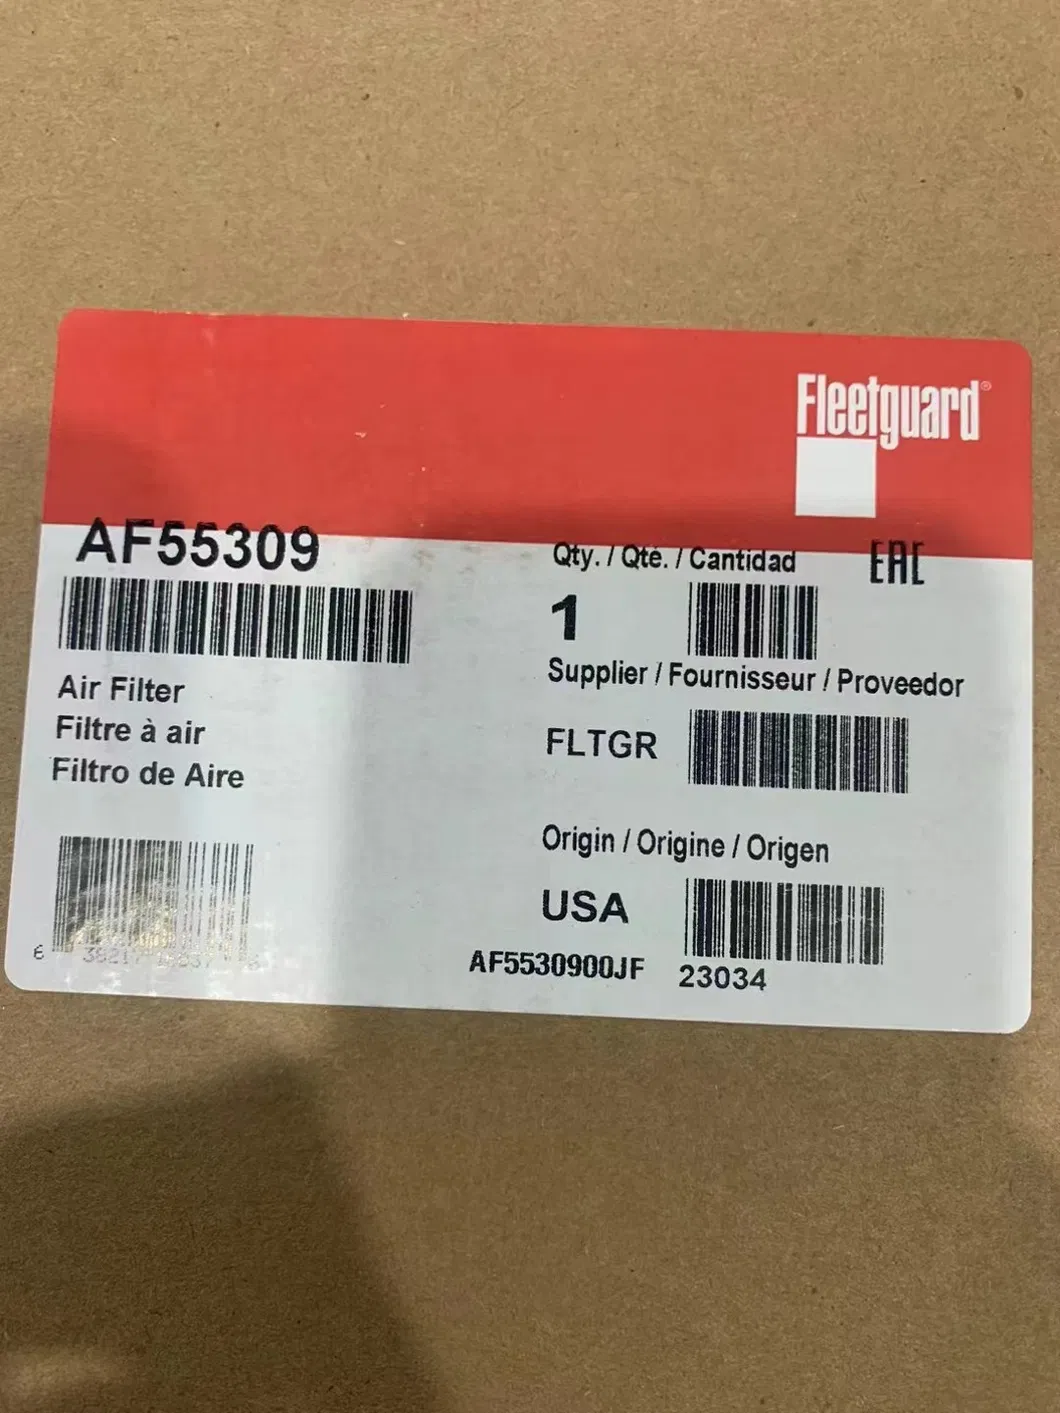 Fleetguard®
AF55309
Air Filter
Filtre à air
Filtro de Aire
6
Qty. / Qté. / Cantidad
EAC
1
Supplier / Fournisseur / Proveedor
FLTGR
Origin / Origine / Origen
USA
AF5530900JF 23034